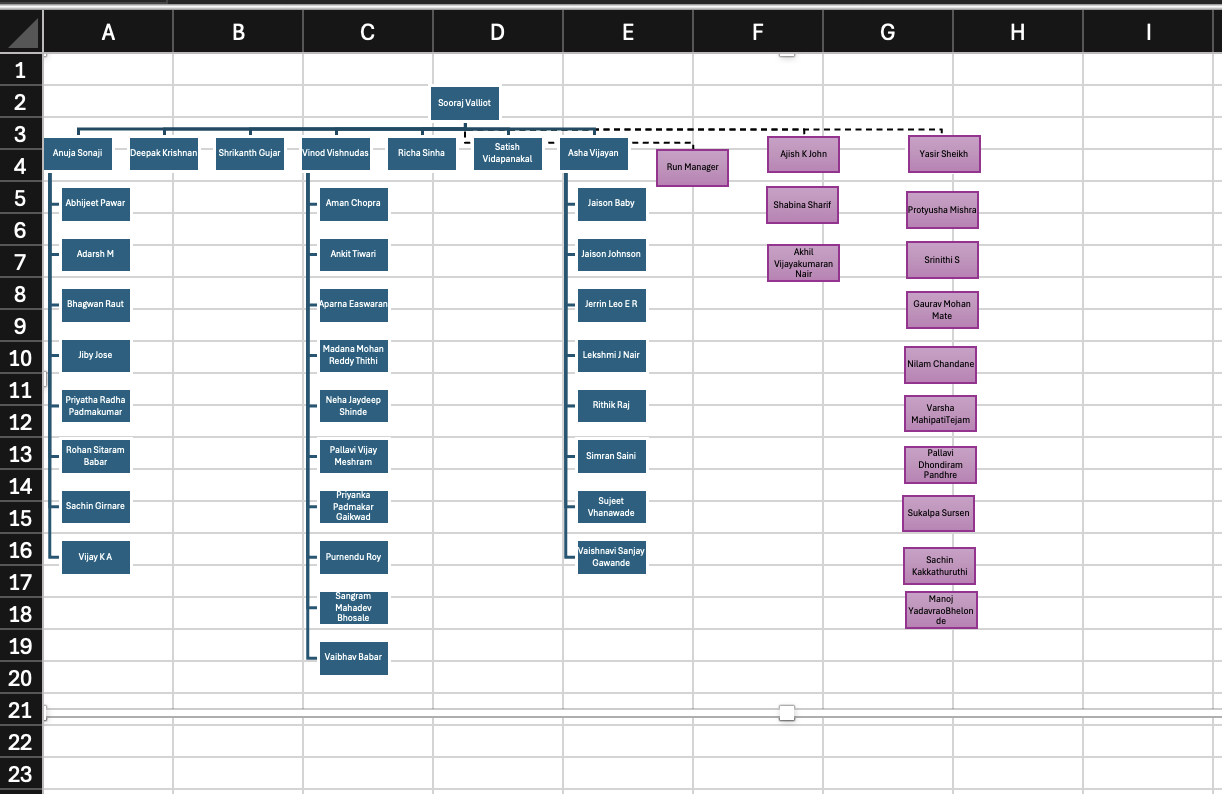 A B C D E F G H I
1
2
3
4
5
6
7
8
9
10
11
12
13
14
15
16
17
18
19
20
21
22
23
Sooraj Valliot
Anuja Sonaji
Deepak Krishnan
Shrikanth Gujar
Vinod Vishnudas
Richa Sinha
Satish
Vidapanakal
Asha Vijayan
Run Manager
Ajish K John
Yasir Sheikh
Abhijeet Pawar
Adarsh M
Bhagwan Raut
Jiby Jose
Priyatha Radha
Padmakumar
Rohan Sitaram
Babar
Sachin Girnare
Vijay K A
Aman Chopra
Ankit Tiwari
Aparna Easwaran
Madana Mohan
Reddy Thithi
Neha Jaydeep
Shinde
Pallavi Vijay
Meshram
Priyanka
Padmakar
Gaikwad
Purnendu Roy
Sangram
Mahadev
Bhosale
Vaibhav Babar
Jaison Baby
Jaison Johnson
Jerrin Leo E R
Lekshmi J Nair
Rithik Raj
Simran Saini
Sujeet
Vhanawade
Vaishnavi Sanjay
Gawande
Shabina Sharif
Akhil
Vijayakumaran
Nair
Protyusha Mishra
Srinithi S
Gaurav Mohan
Mate
Nilam Chandane
Varsha
MahipatiTejam
Pallavi
Dhondiram
Pandhre
Sukalpa Sursen
Sachin
Kakkathuruthi
Manoj
YadavraoBhelon
de